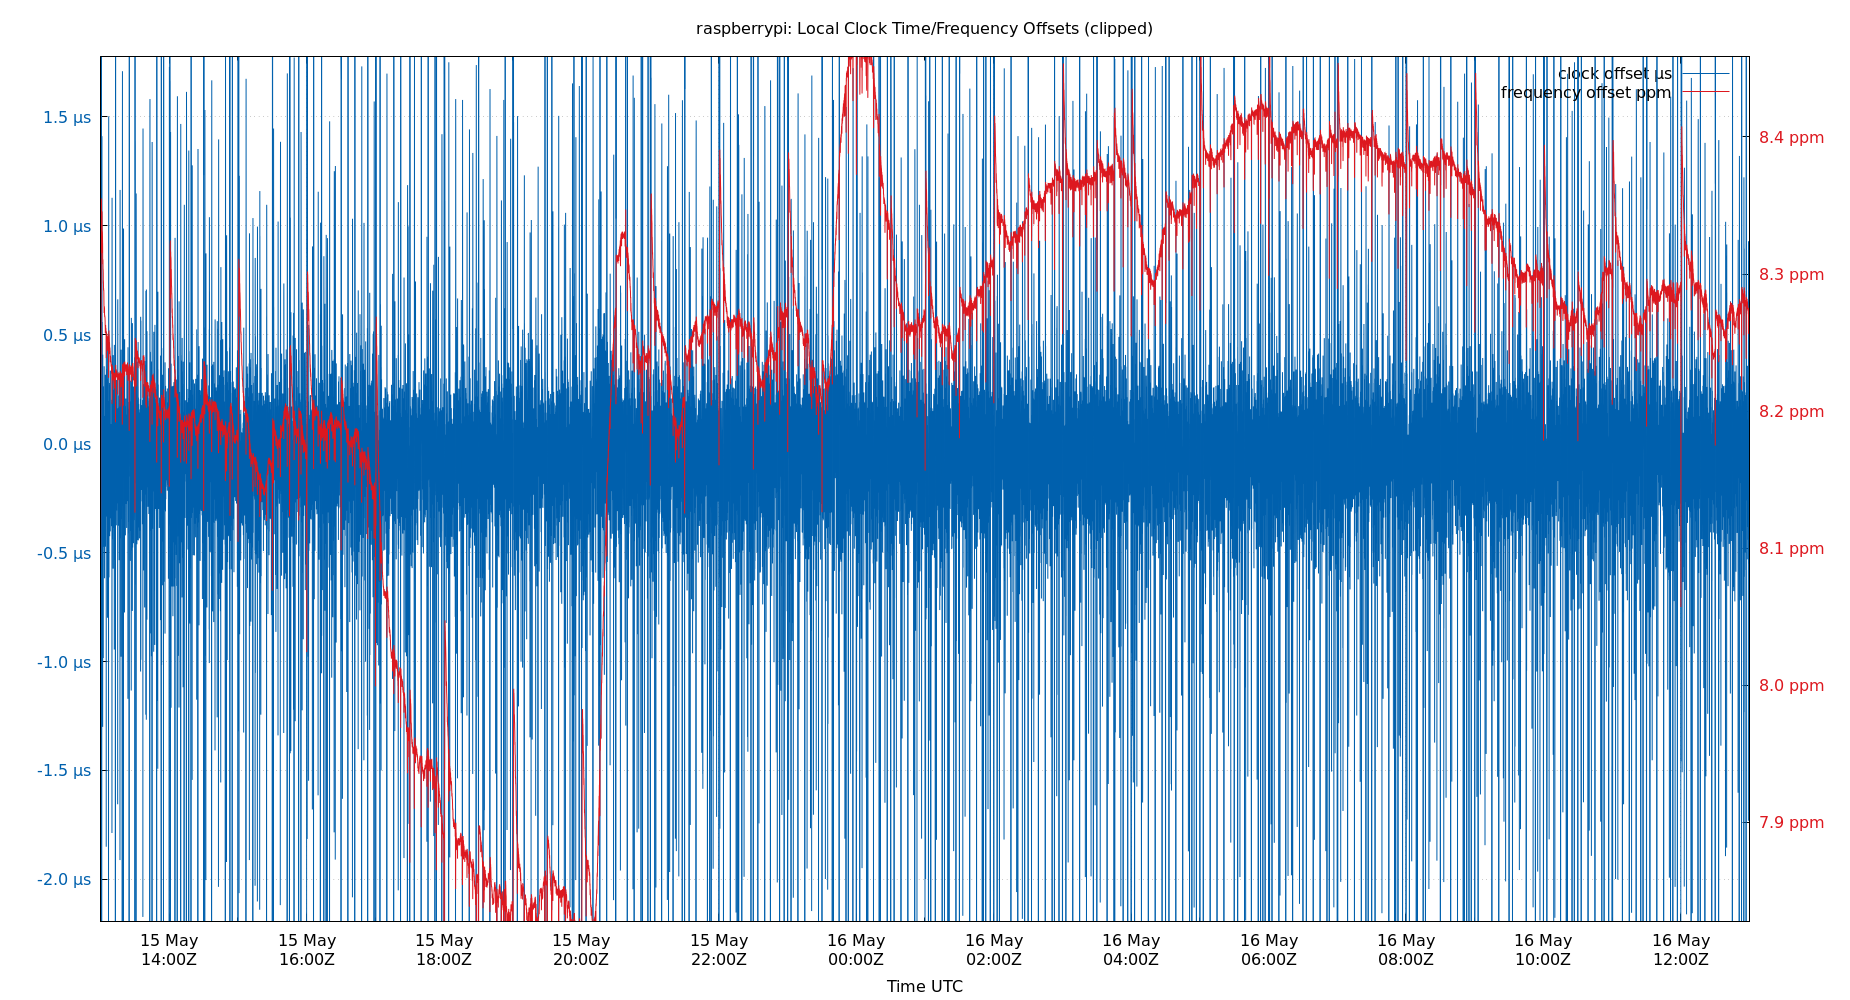 raspberrypi: Local Clock Time/Frequency Offsets (clipped)
clock offset µs
frequency offset ppm
1.5 µs
1.0 µs
0.5 µs
0.0 µs
-0.5 µs
-1.0 µs
-1.5 µs
-2.0 µs
8.4 ppm
8.3 ppm
8.2 ppm
8.1 ppm
8.0 ppm
7.9 ppm
15 May 15 May 15 May 15 May 15 May 16 May 16 May 16 May 16 May 16 May 16 May 16 May
14:00Z 16:00Z 18:00Z 20:00Z 22:00Z 00:00Z 02:00Z 04:00Z 06:00Z 08:00Z 10:00Z 12:00Z
Time UTC